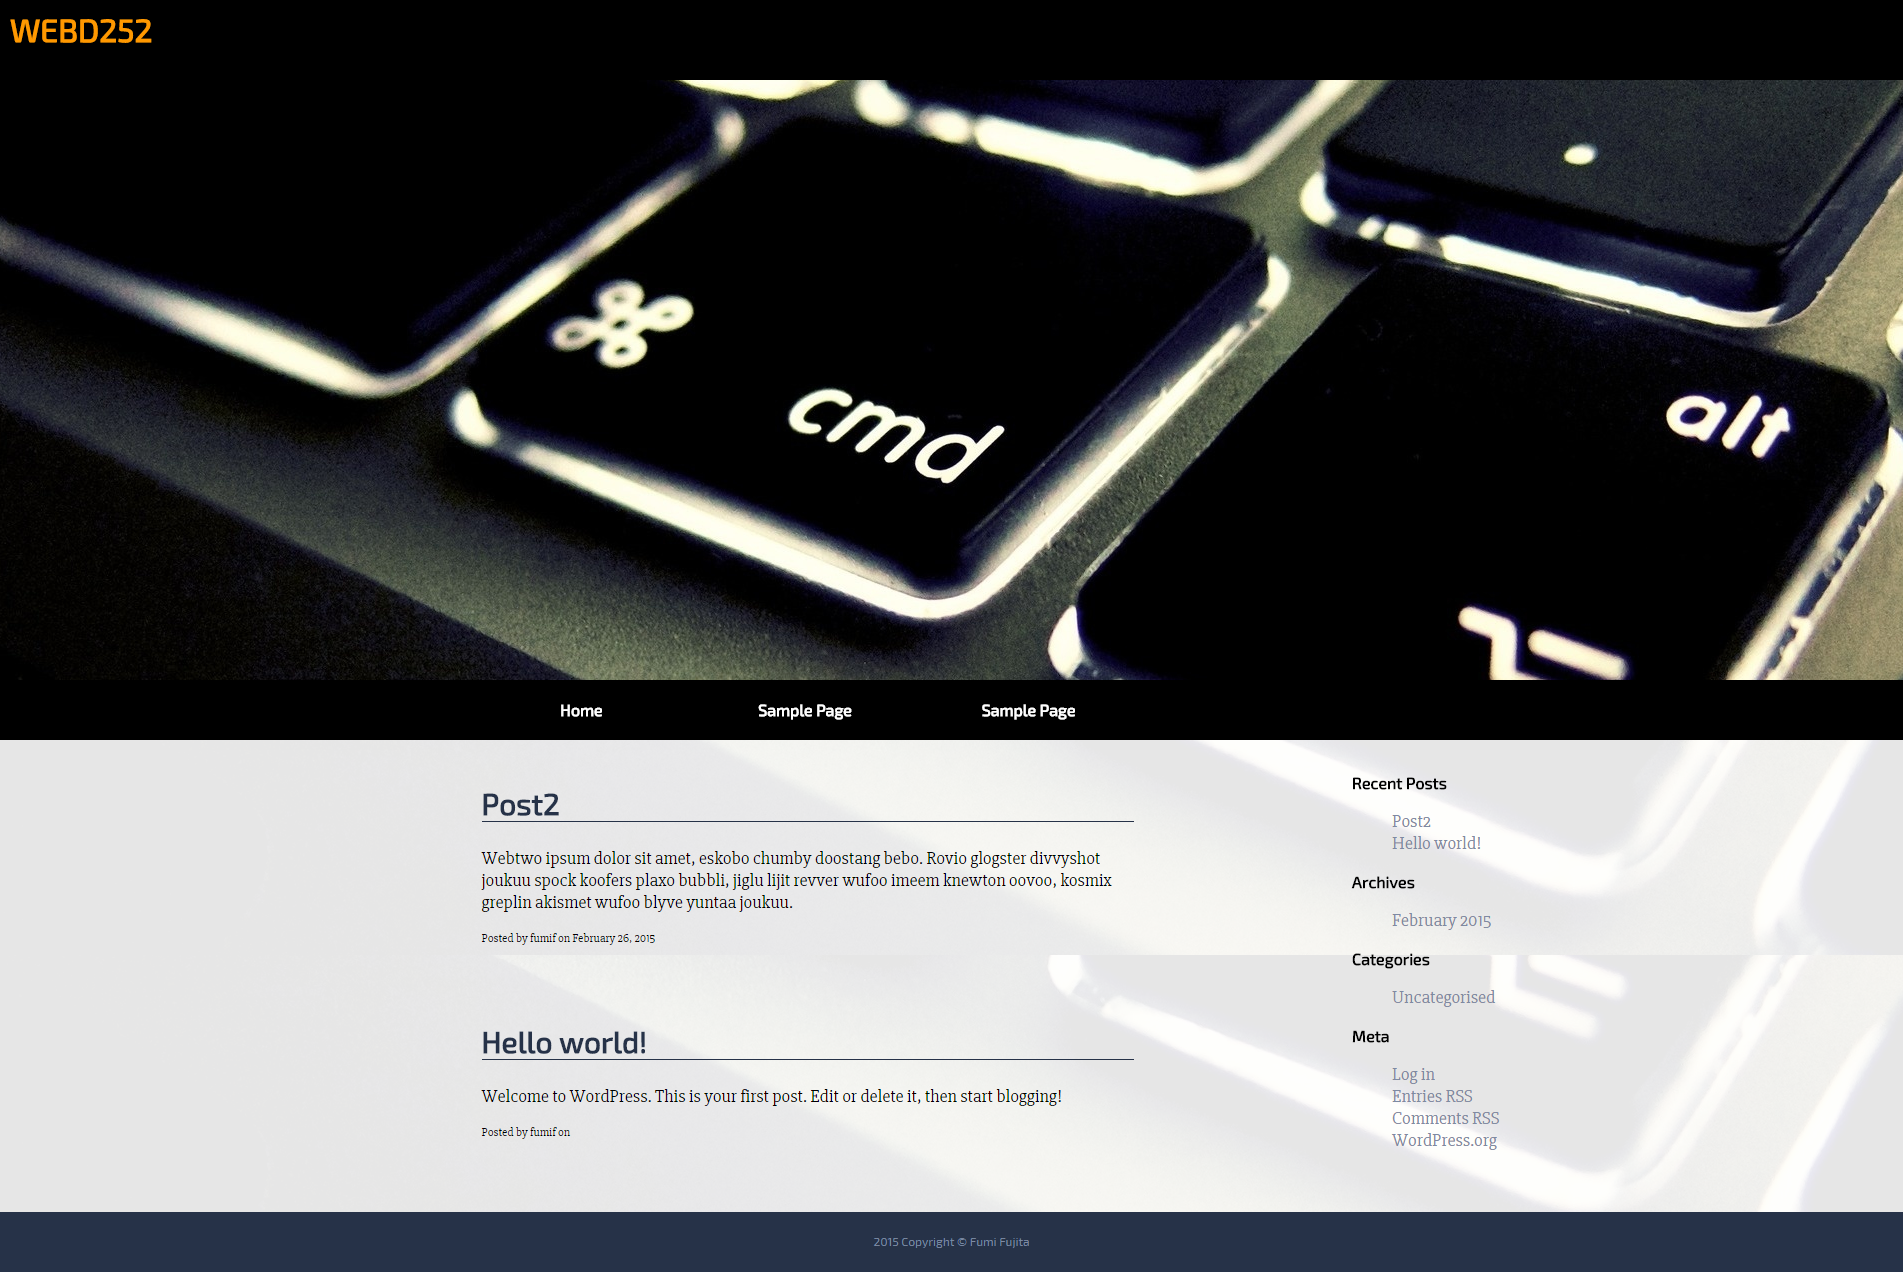 WEBD252
cmd
alt
Home
Sample Page
Sample Page
Post2
Webtwo ipsum dolor sit amet, eskobo chumby doostang bebo. Rovio glogster divvyshot
joukuu spock koofers plaxo bubbli, jiglu lijit revver wufoo imeem knewton oovoo, kosmix
greplin akismet wufoo blyve yuntaa joukuu.
Posted by fumif on February 26, 2015
Hello world!
Welcome to WordPress. This is your first post. Edit or delete it, then start blogging!
Posted by fumif on
Recent Posts
Post2
Hello world!
Archives
February 2015
Categories
Uncategorised
Meta
Log in
Entries RSS
Comments RSS
WordPress.org
2015 Copyright © Fumi Fujita